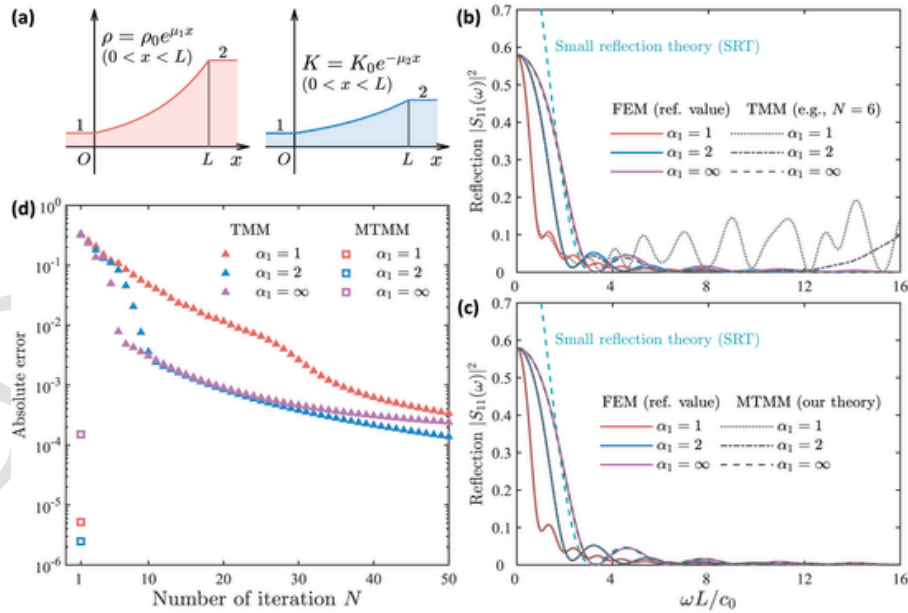 (a)
ρ = ρ₀e^{μ₁x}
(0 < x < L)
1
2
O
L
x
K = K₀e^{−μ₂x}
(0 < x < L)
1
2
O
L
x
(b)
Reflection |S₁₁(ω)|²
0.7
0.6
0.5
0.4
0.3
0.2
0.1
0
Small reflection theory (SRT)
FEM (ref. value) TMM (e.g., N = 6)
α₁ = 1 α₁ = 1
α₁ = 2 α₁ = 2
α₁ = ∞ α₁ = ∞
0 4 8 12 16
(d)
Absolute error
10⁰
10⁻¹
10⁻²
10⁻³
10⁻⁴
10⁻⁵
10⁻⁶
TMM MTMM
α₁ = 1 α₁ = 1
α₁ = 2 α₁ = 2
α₁ = ∞ α₁ = ∞
1 10 20 30 40 50
Number of iteration N
(c)
Reflection |S₁₁(ω)|²
0.7
0.6
0.5
0.4
0.3
0.2
0.1
0
Small reflection theory (SRT)
FEM (ref. value) MTMM (our theory)
α₁ = 1 α₁ = 1
α₁ = 2 α₁ = 2
α₁ = ∞ α₁ = ∞
0 4 8 12 16
ωL/c₀